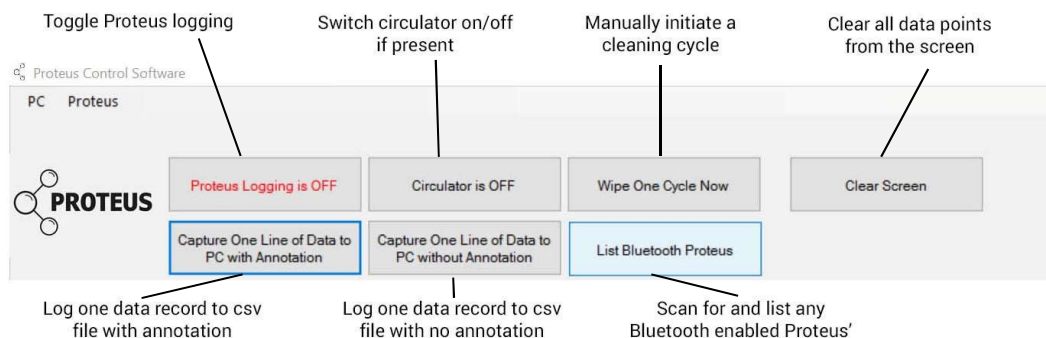 Toggle Proteus logging
Switch circulator on/off
if present
Manually initiate a
cleaning cycle
Clear all data points
from the screen
Proteus Control Software
PC Proteus
PROTEUS
Proteus Logging is OFF
Circulator is OFF
Wipe One Cycle Now
Clear Screen
Capture One Line of Data to
PC with Annotation
Capture One Line of Data to
PC without Annotation
List Bluetooth Proteus
Log one data record to csv
file with annotation
Log one data record to csv
file with no annotation
Scan for and list any
Bluetooth enabled Proteus’